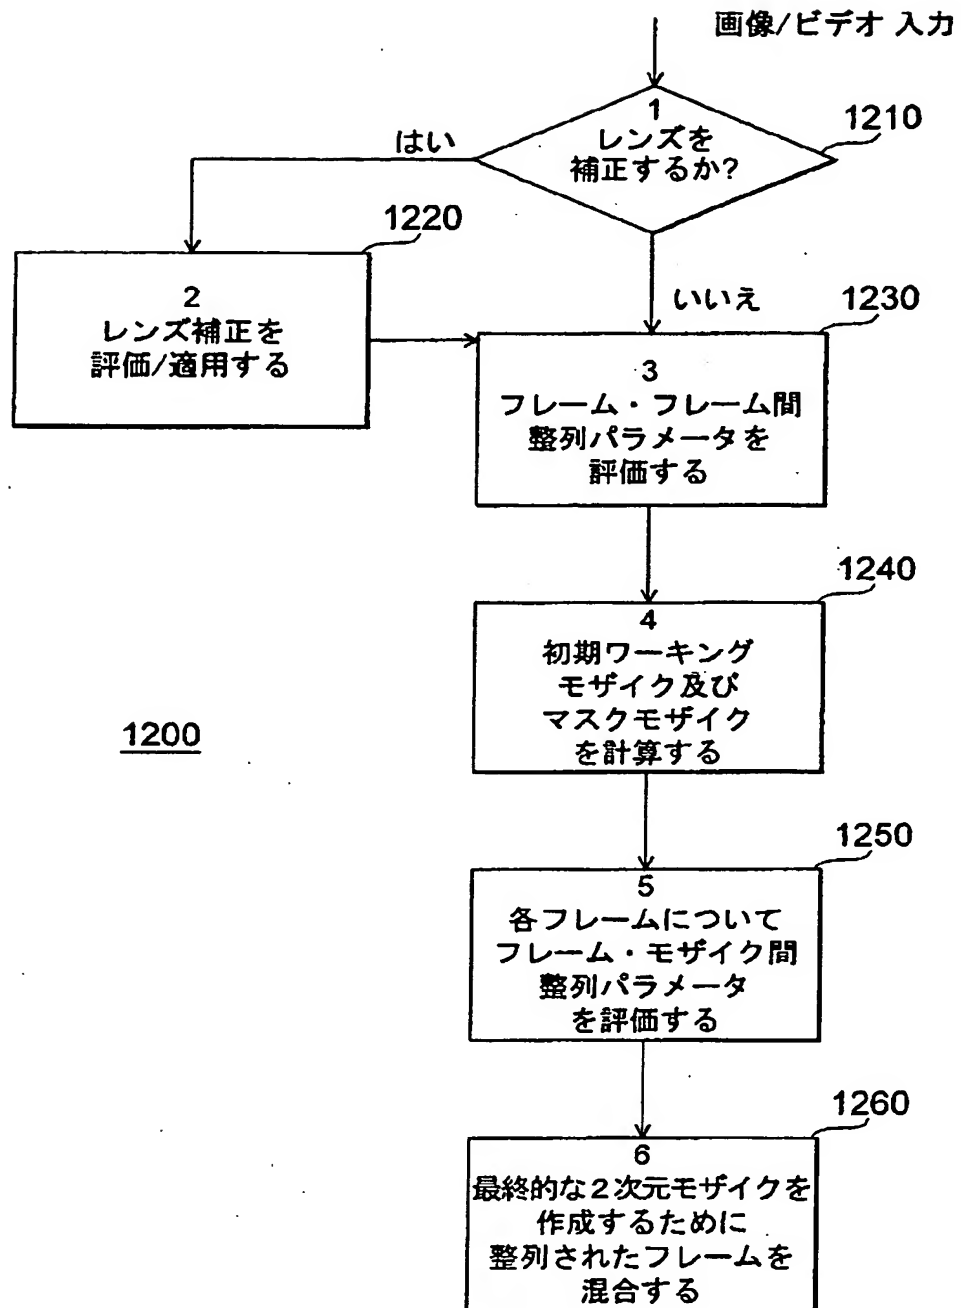 画像/ビデオ 入力
1
レンズを
補正するか?
1210
はい
1220
2
レンズ補正を
評価/適用する
いいえ
1230
3
フレーム・フレーム間
整列パラメータを
評価する
1240
4
初期ワーキング
モザイク及び
マスクモザイク
を計算する
1200
1250
5
各フレームについて
フレーム・モザイク間
整列パラメータ
を評価する
1260
6
最終的な2次元モザイクを
作成するために
整列されたフレームを
混合する